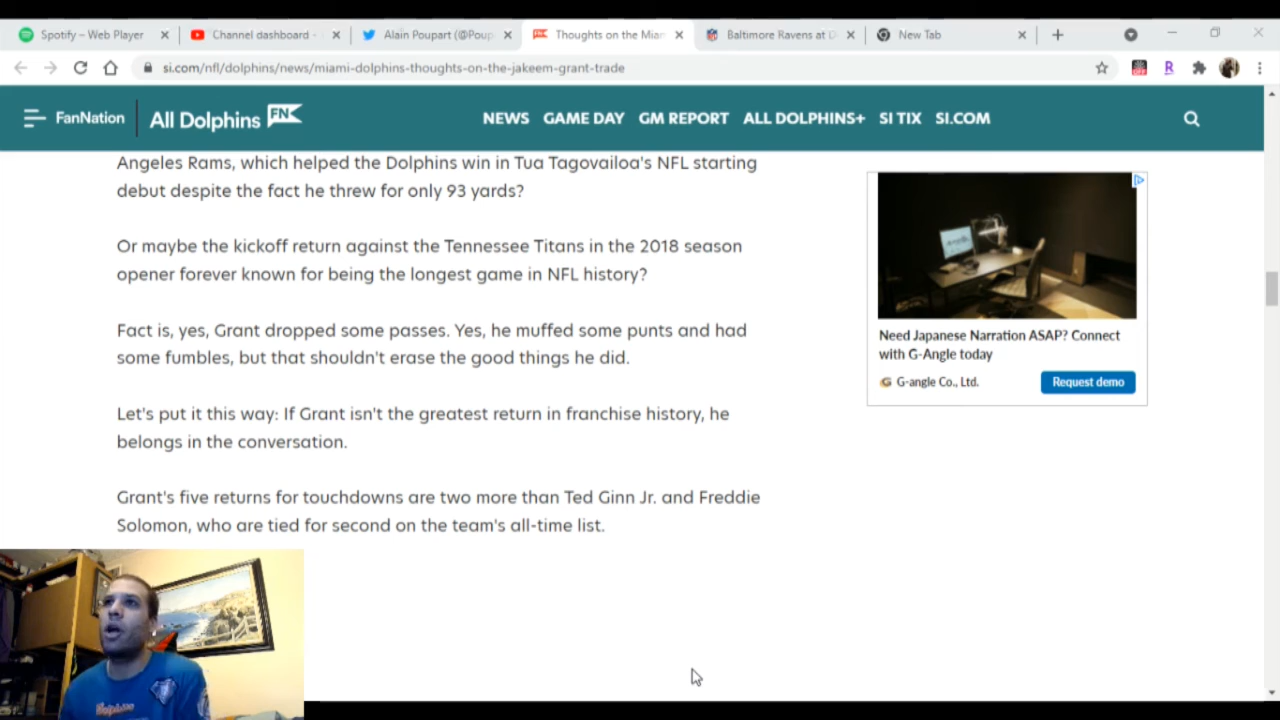 Spotify – Web Player
Channel dashboard -
Alain Poupart (@Poup
Thoughts on the Mian
Baltimore Ravens at D
New Tab
si.com/nfl/dolphins/news/miami-dolphins-thoughts-on-the-jakeem-grant-trade
OFF
R
FanNation
All Dolphins FN
NEWS GAME DAY GM REPORT ALL DOLPHINS+ SI TIX SI.COM
Angeles Rams, which helped the Dolphins win in Tua Tagovailoa's NFL starting
debut despite the fact he threw for only 93 yards?
Or maybe the kickoff return against the Tennessee Titans in the 2018 season
opener forever known for being the longest game in NFL history?
Fact is, yes, Grant dropped some passes. Yes, he muffed some punts and had
some fumbles, but that shouldn't erase the good things he did.
Let's put it this way: If Grant isn't the greatest return in franchise history, he
belongs in the conversation.
Grant's five returns for touchdowns are two more than Ted Ginn Jr. and Freddie
Solomon, who are tied for second on the team's all-time list.
Need Japanese Narration ASAP? Connect
with G-Angle today
G-angle Co., Ltd.
Request demo
Dolphins